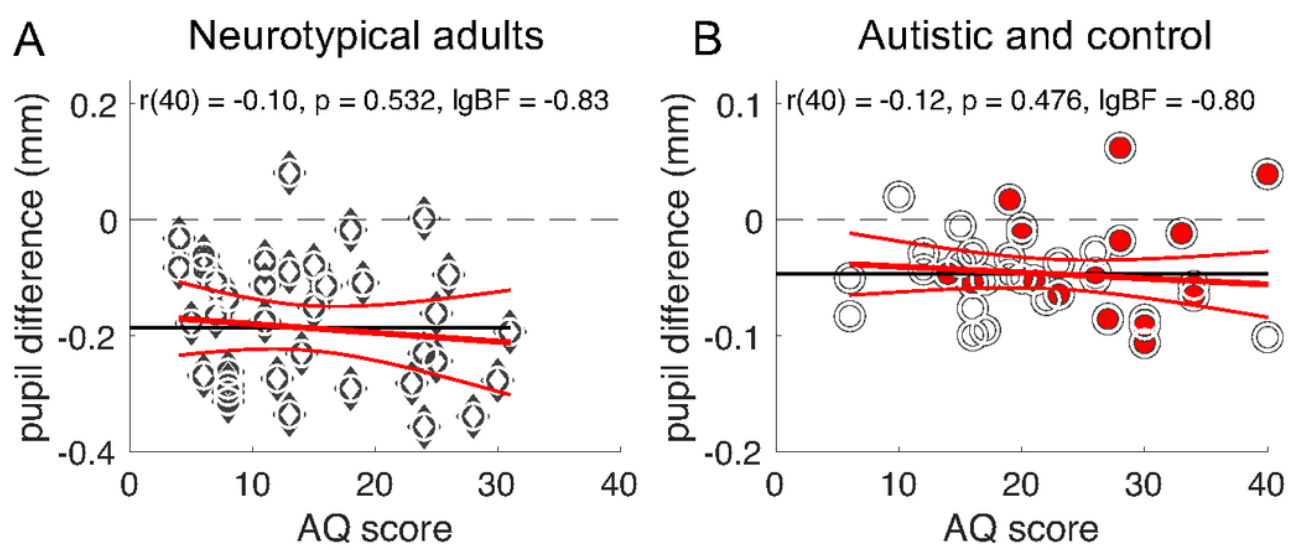 A Neurotypical adults
r(40) = -0.10, p = 0.532, lgBF = -0.83
pupil difference (mm)
0.2
0
-0.2
-0.4
0 10 20 30 40
AQ score
B Autistic and control
r(40) = -0.12, p = 0.476, lgBF = -0.80
pupil difference (mm)
0.1
0
-0.1
-0.2
0 10 20 30 40
AQ score